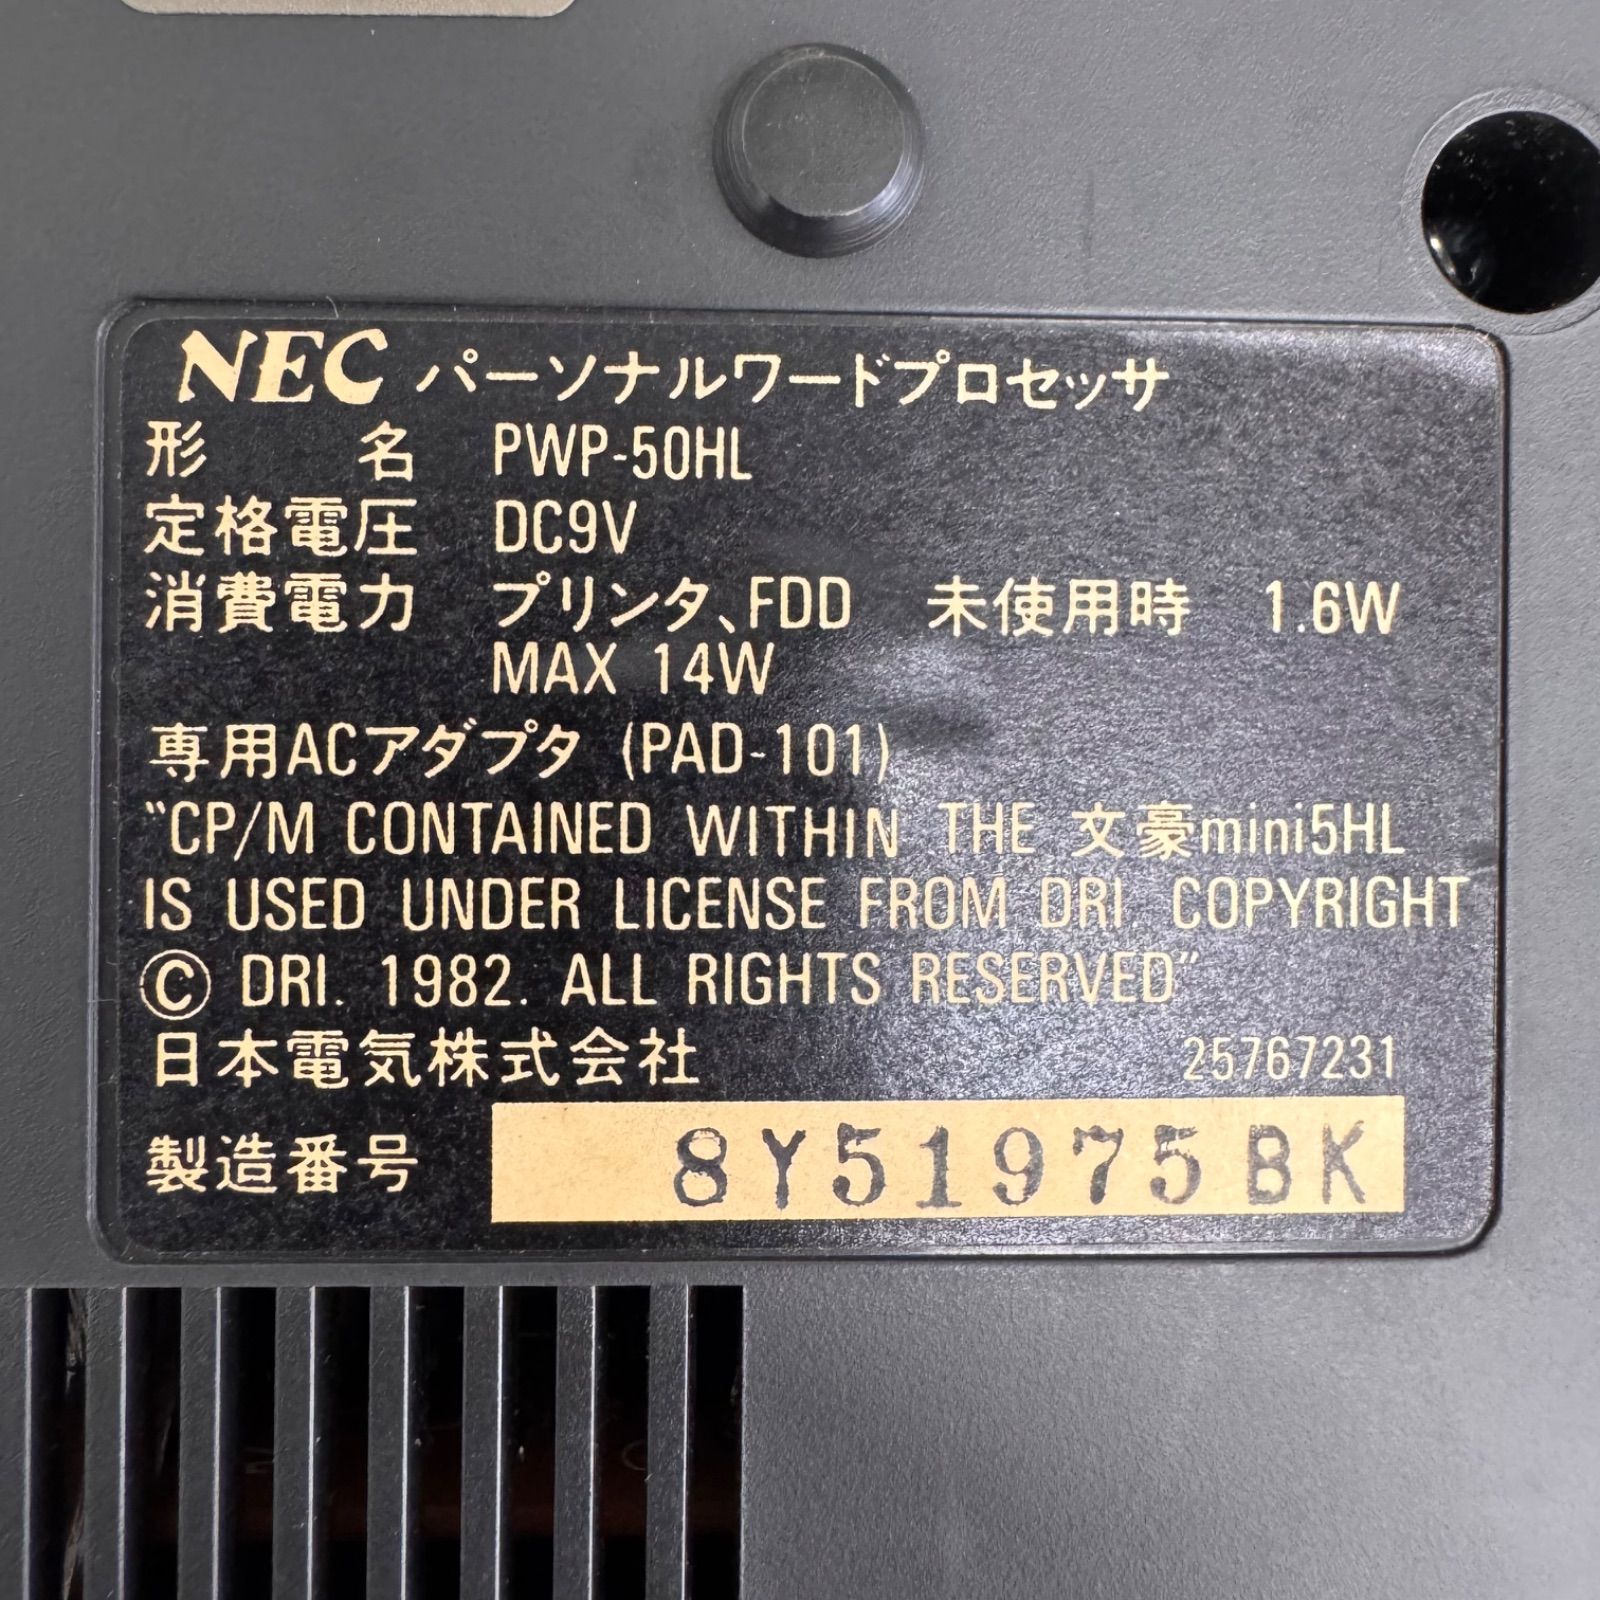 NEC パーソナルワードプロセッサ
形 名 PWP-50HL
定格電圧 DC9V
消費電力 プリンタ、FDD 未使用時 1.6W
MAX 14W
専用ACアダプタ (PAD-101)
"CP/M CONTAINED WITHIN THE 文豪mini5HL
IS USED UNDER LICENSE FROM DRI. COPYRIGHT
© DRI. 1982. ALL RIGHTS RESERVED"
日本電気株式会社 25767231
製造番号 8Y51975BK